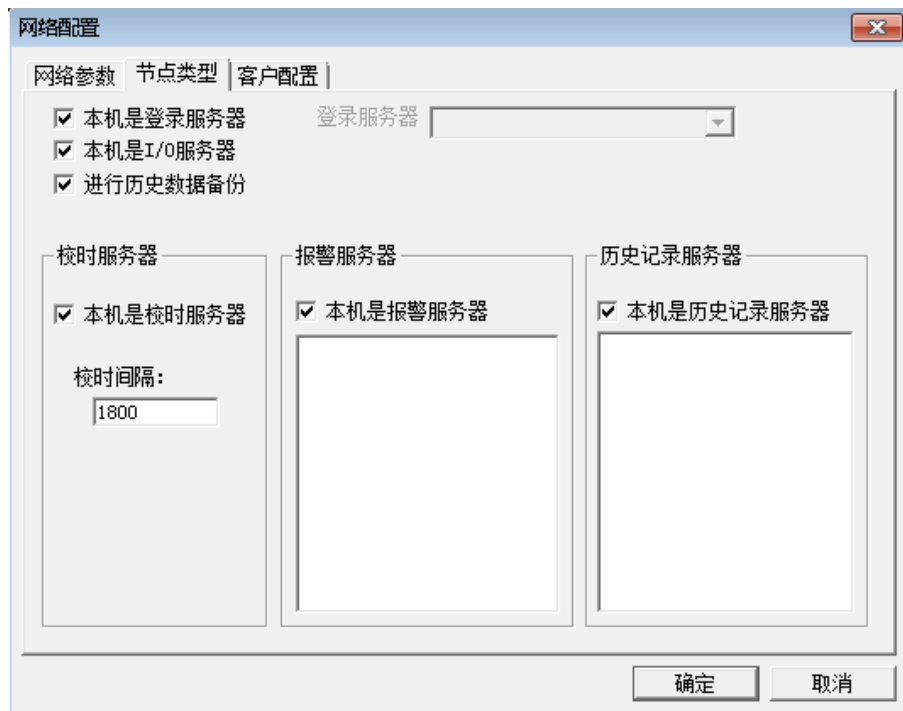 网络配置
网络参数 节点类型 客户配置
本机是登录服务器 登录服务器
本机是I/O服务器
进行历史数据备份
校时服务器 报警服务器 历史记录服务器
本机是校时服务器 本机是报警服务器 本机是历史记录服务器
校时间隔:
1800
确定 取消